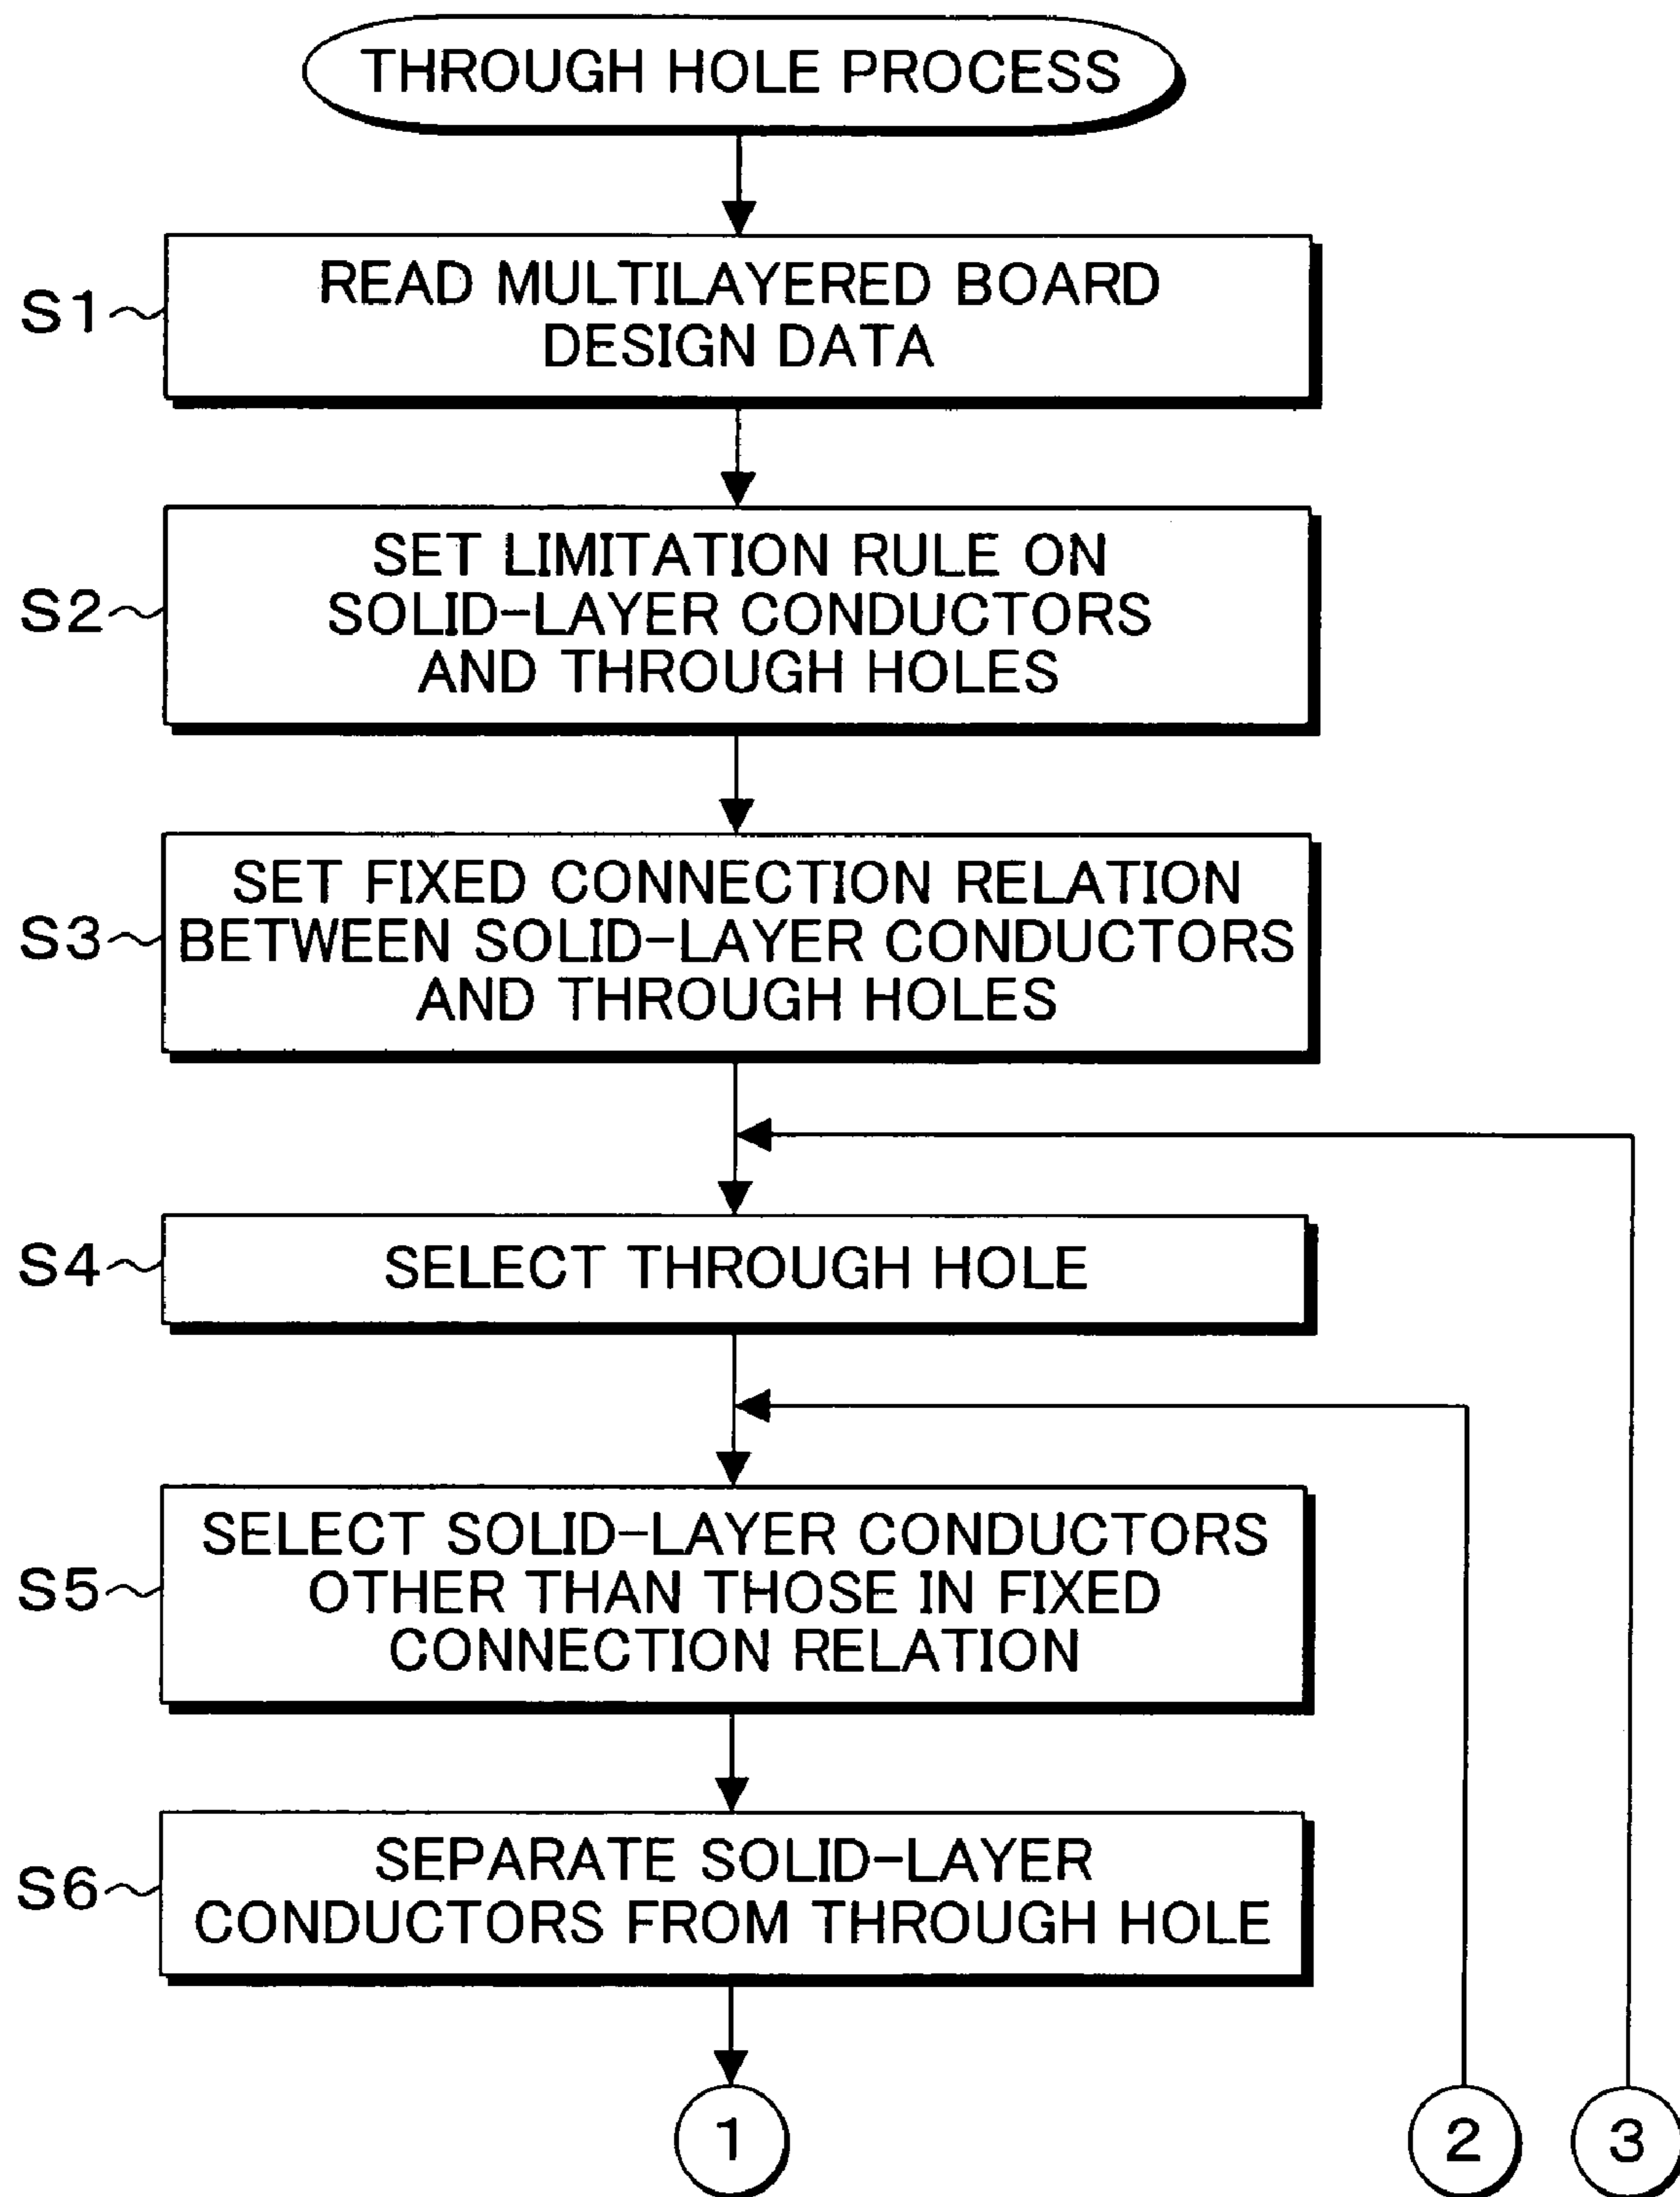 THROUGH HOLE PROCESS
S1
READ MULTILAYERED BOARD
DESIGN DATA
S2
SET LIMITATION RULE ON
SOLID-LAYER CONDUCTORS
AND THROUGH HOLES
S3
SET FIXED CONNECTION RELATION
BETWEEN SOLID-LAYER CONDUCTORS
AND THROUGH HOLES
S4
SELECT THROUGH HOLE
S5
SELECT SOLID-LAYER CONDUCTORS
OTHER THAN THOSE IN FIXED
CONNECTION RELATION
S6
SEPARATE SOLID-LAYER
CONDUCTORS FROM THROUGH HOLE
1
2
3